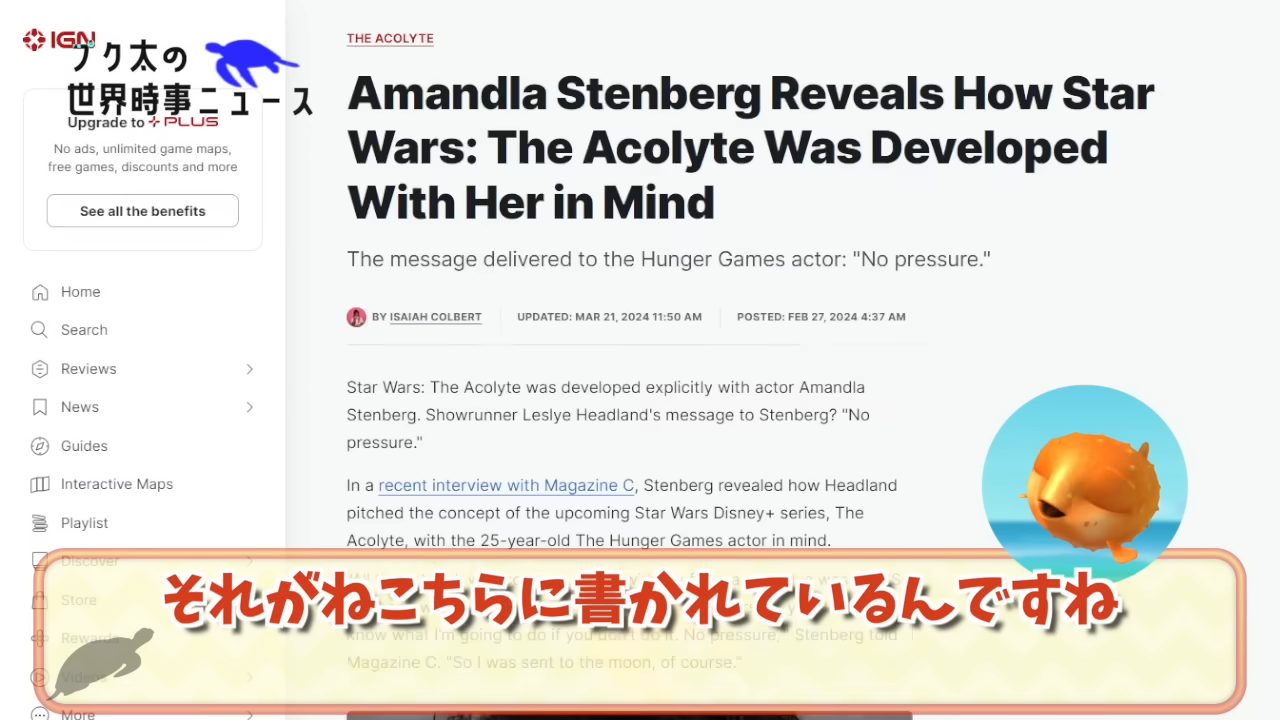 IGN
フク太の
世界時事ニュース
Upgrade to PLUS
No ads, unlimited game maps,
free games, discounts and more
See all the benefits
Home
Search
Reviews
News
Guides
Interactive Maps
Playlist
Discover
Store
Rewards
Videos
More
THE ACOLYTE
Amandla Stenberg Reveals How Star
Wars: The Acolyte Was Developed
With Her in Mind
The message delivered to the Hunger Games actor: "No pressure."
BY ISAIAH COLBERT UPDATED: MAR 21, 2024 11:50 AM POSTED: FEB 27, 2024 4:37 AM
Star Wars: The Acolyte was developed explicitly with actor Amandla
Stenberg. Showrunner Leslye Headland's message to Stenberg? "No
pressure."
In a recent interview with Magazine C, Stenberg revealed how Headland
pitched the concept of the upcoming Star Wars Disney+ series, The
Acolyte, with the 25-year-old The Hunger Games actor in mind.
know what I'm going to do if you don't do it. No pressure,'" Stenberg told
Magazine C. "So I was sent to the moon, of course."
それがねこちらに書かれているんですね